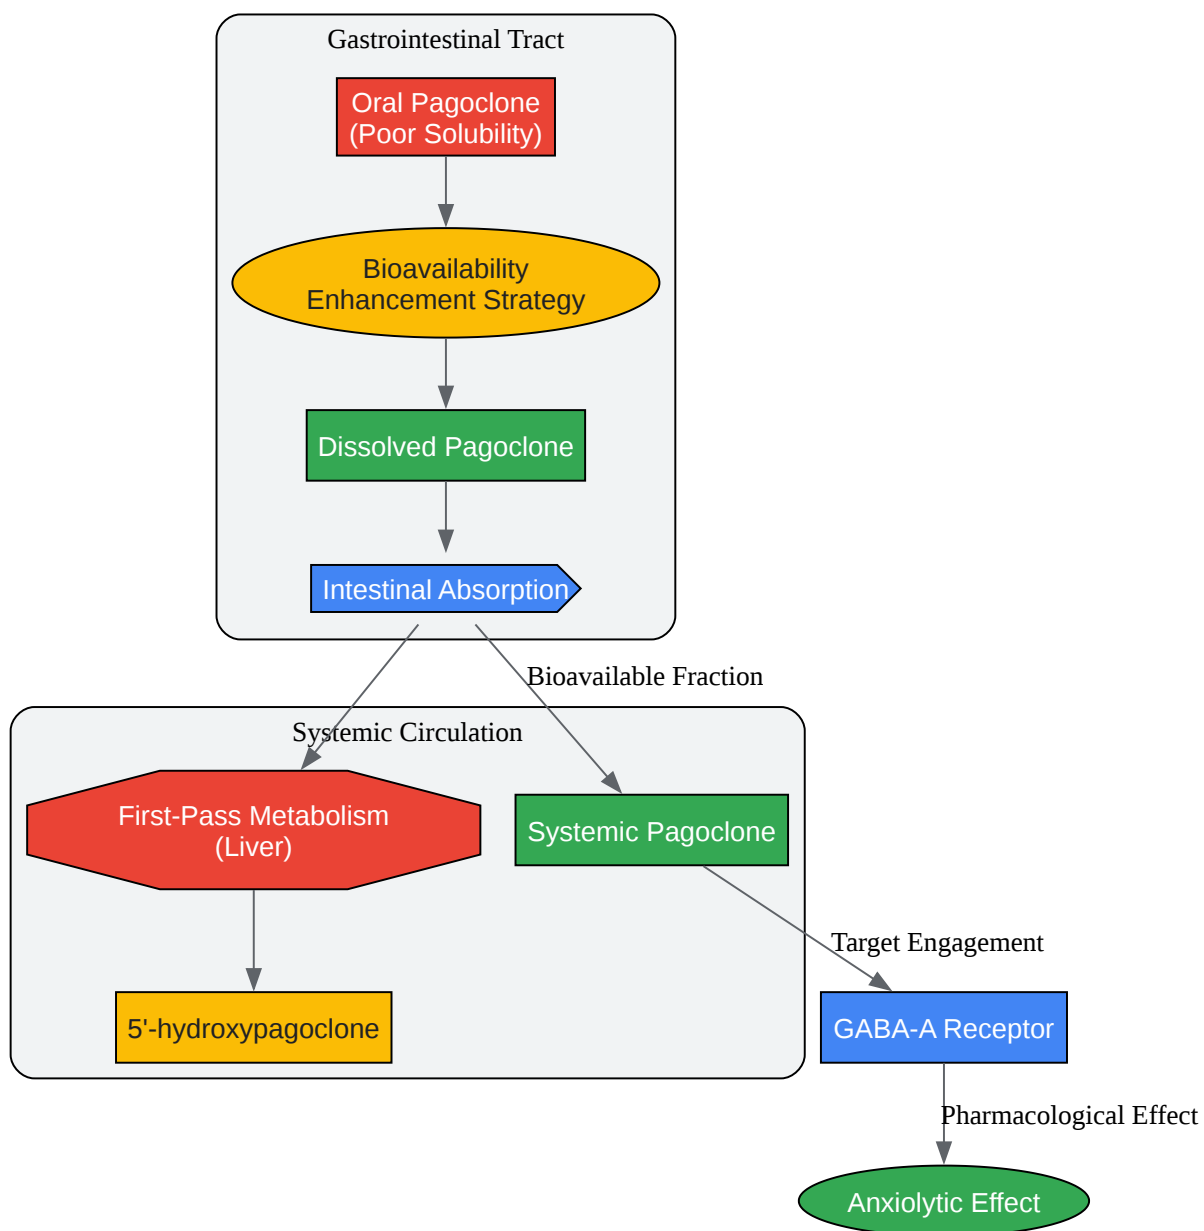 Gastrointestinal Tract
Oral Pagoclone
(Poor Solubility)
Bioavailability
Enhancement Strategy
Dissolved Pagoclone
Intestinal Absorption
Bioavailable Fraction
Systemic Circulation
First-Pass Metabolism
(Liver)
Systemic Pagoclone
Target Engagement
5'-hydroxypagoclone
GABA-A Receptor
Pharmacological Effect
Anxiolytic Effect